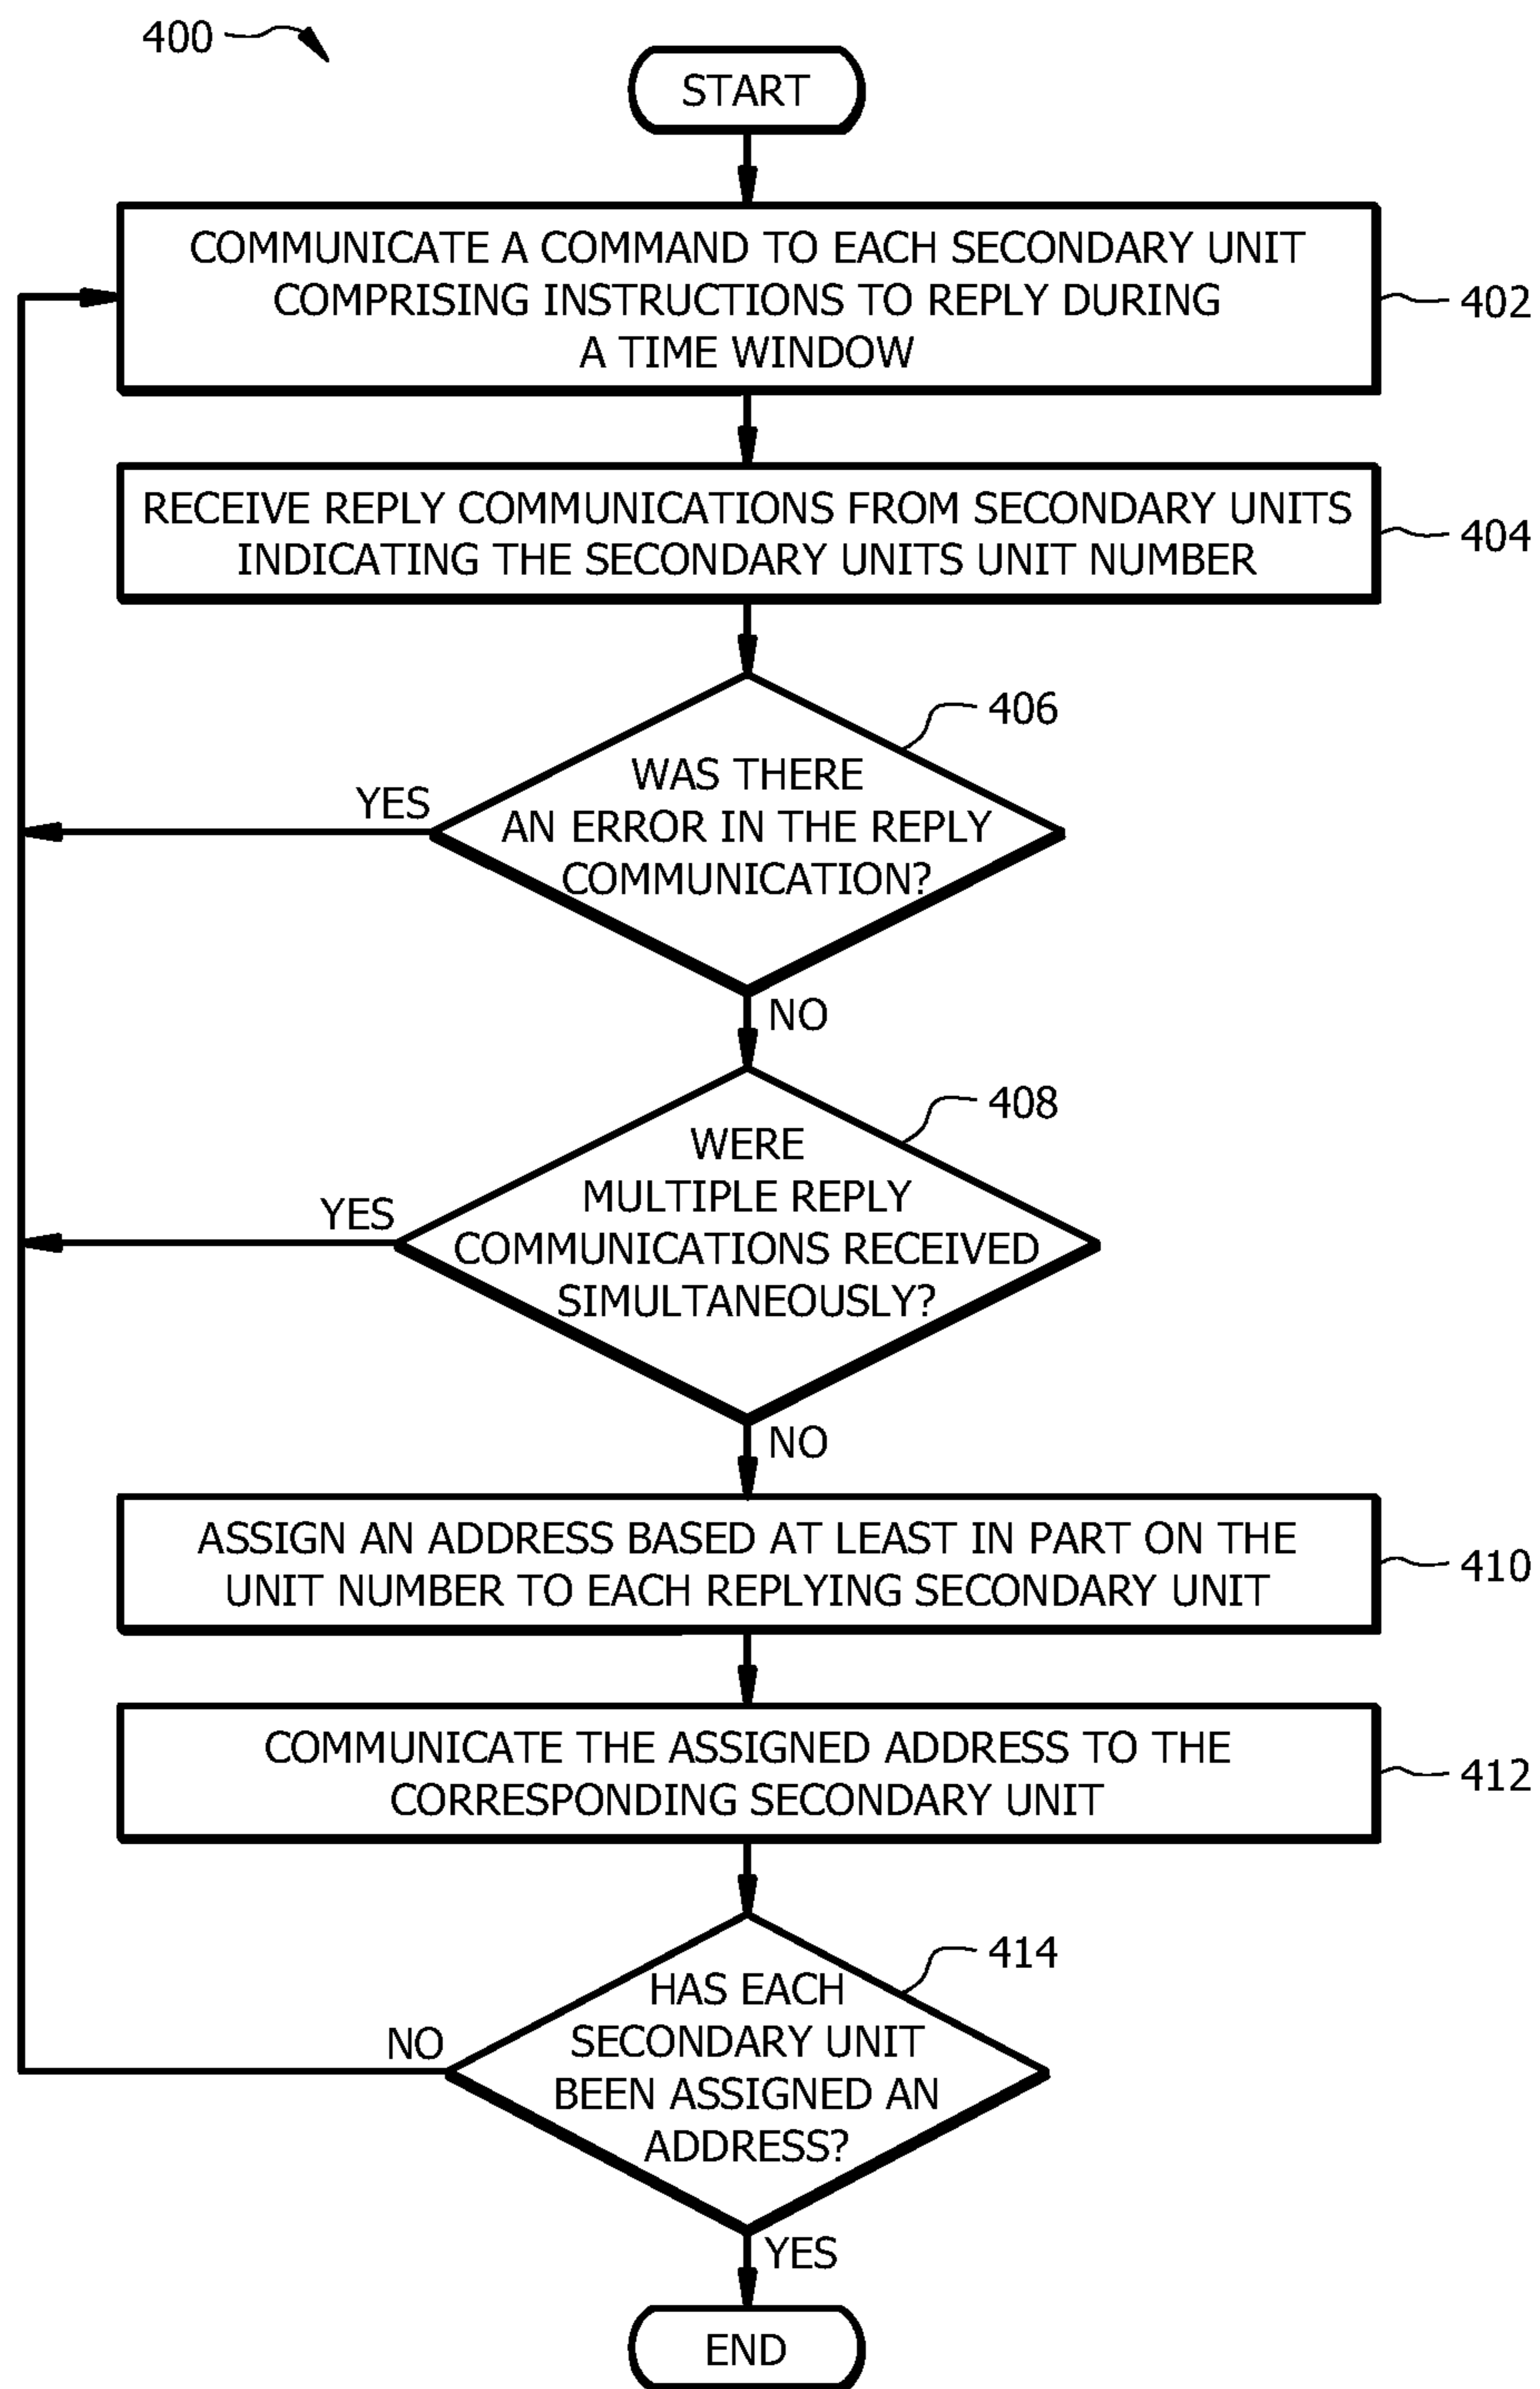 400
START
COMMUNICATE A COMMAND TO EACH SECONDARY UNIT
COMPRISING INSTRUCTIONS TO REPLY DURING
A TIME WINDOW
402
RECEIVE REPLY COMMUNICATIONS FROM SECONDARY UNITS
INDICATING THE SECONDARY UNITS UNIT NUMBER
404
406
WAS THERE
AN ERROR IN THE REPLY
COMMUNICATION?
YES
NO
408
WERE
MULTIPLE REPLY
COMMUNICATIONS RECEIVED
SIMULTANEOUSLY?
YES
NO
ASSIGN AN ADDRESS BASED AT LEAST IN PART ON THE
UNIT NUMBER TO EACH REPLYING SECONDARY UNIT
410
COMMUNICATE THE ASSIGNED ADDRESS TO THE
CORRESPONDING SECONDARY UNIT
412
414
HAS EACH
SECONDARY UNIT
BEEN ASSIGNED AN
ADDRESS?
NO
YES
END